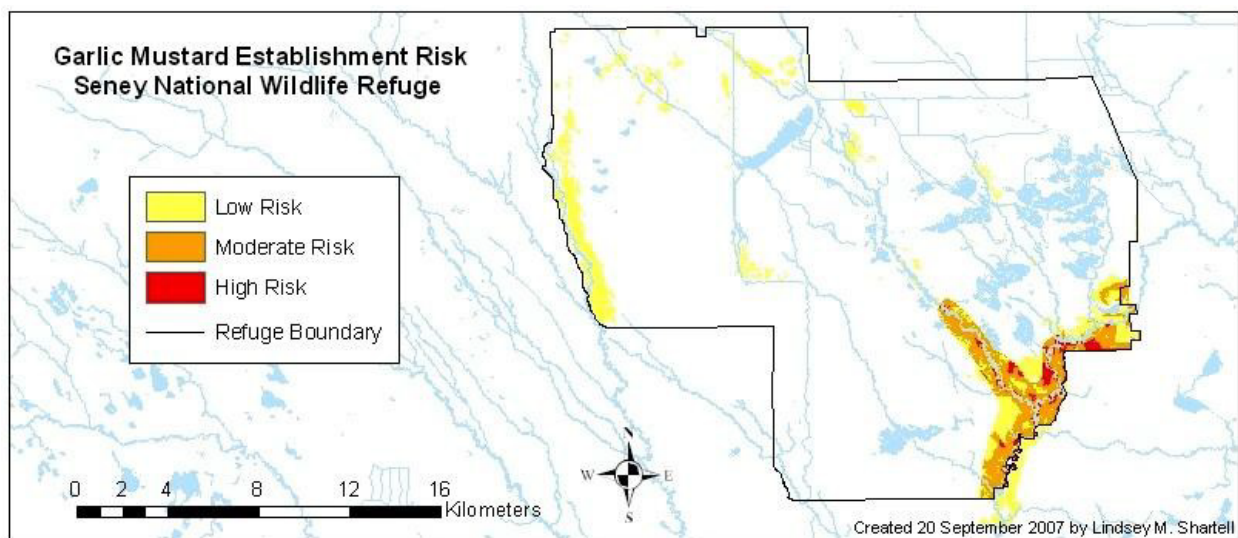 Garlic Mustard Establishment Risk
Seney National Wildlife Refuge
Low Risk
Moderate Risk
High Risk
Refuge Boundary
N
W E
S
0 2 4 8 12 16
Kilometers
Created 20 September 2007 by Lindsey M. Shartell